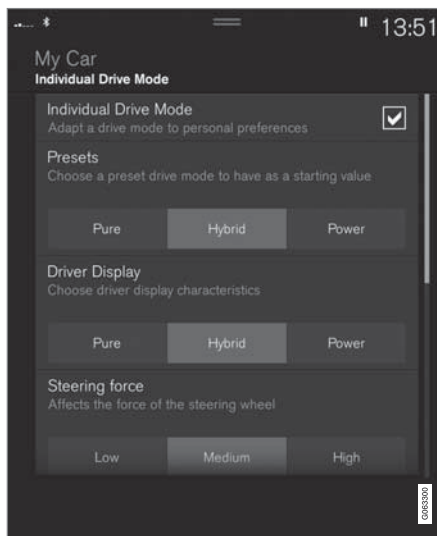 13:51
My Car
Individual Drive Mode
Individual Drive Mode
Adapt a drive mode to personal preferences
Presets
Choose a preset drive mode to have as a starting value
Pure Hybrid Power
Driver Display
Choose driver display characteristics
Pure Hybrid Power
Steering force
Affects the force of the steering wheel
Low Medium High
G063300